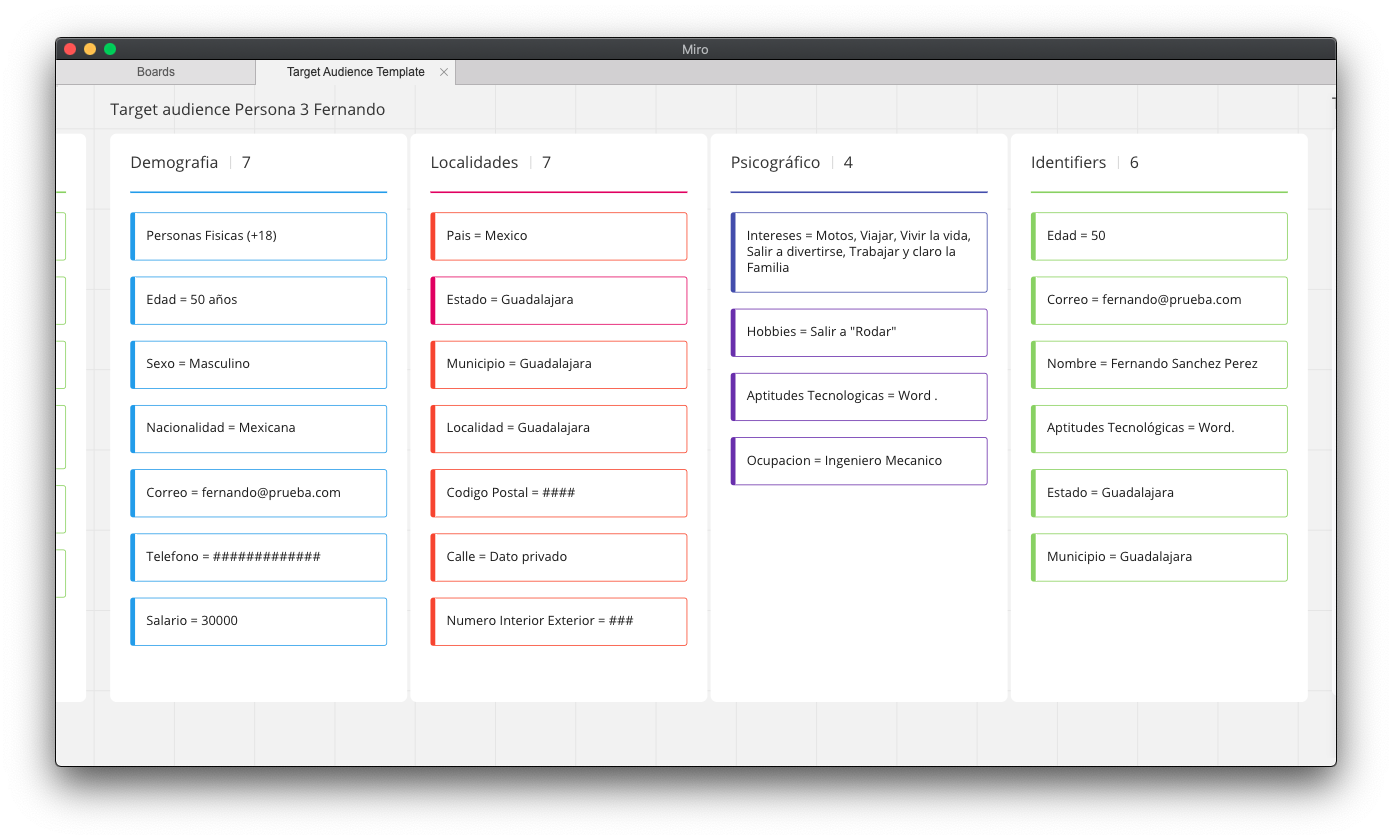 Miro
Boards
Target Audience Template
Target audience Persona 3 Fernando
Demografia | 7
Personas Fisicas (+18)
Edad = 50 años
Sexo = Masculino
Nacionalidad = Mexicana
Correo = fernando@prueba.com
Telefono = #############
Salario = 30000
Localidades | 7
Pais = Mexico
Estado = Guadalajara
Municipio = Guadalajara
Localidad = Guadalajara
Codigo Postal = ####
Calle = Dato privado
Numero Interior Exterior = ###
Psicográfico | 4
Intereses = Motos, Viajar, Vivir la vida,
Salir a divertirse, Trabajar y claro la
Familia
Hobbies = Salir a "Rodar"
Aptitudes Tecnologicas = Word .
Ocupacion = Ingeniero Mecanico
Identifiers | 6
Edad = 50
Correo = fernando@prueba.com
Nombre = Fernando Sanchez Perez
Aptitudes Tecnológicas = Word.
Estado = Guadalajara
Municipio = Guadalajara